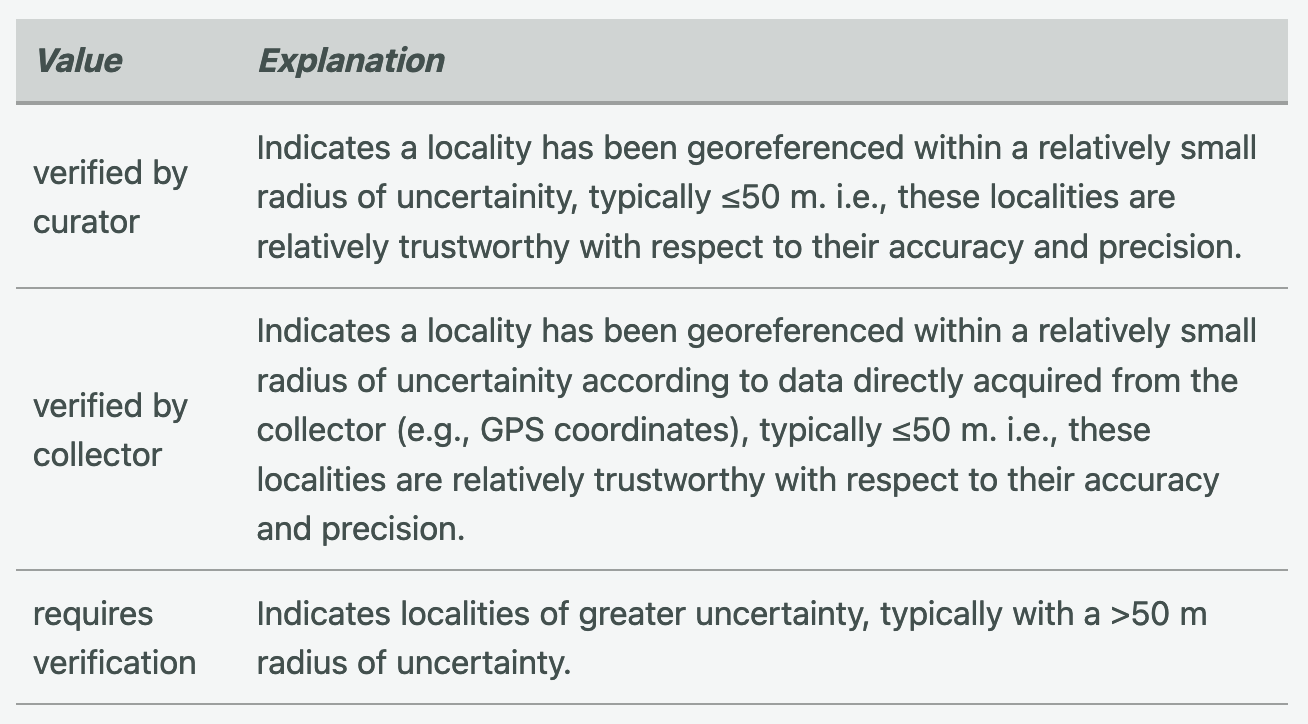 Value Explanation
verified by curator
Indicates a locality has been georeferenced within a relatively small
radius of uncertainity, typically ≤50 m. i.e., these localities are
relatively trustworthy with respect to their accuracy and precision.
verified by collector
Indicates a locality has been georeferenced within a relatively small
radius of uncertainity according to data directly acquired from the
collector (e.g., GPS coordinates), typically ≤50 m. i.e., these
localities are relatively trustworthy with respect to their accuracy
and precision.
requires verification
Indicates localities of greater uncertainty, typically with a >50 m
radius of uncertainty.